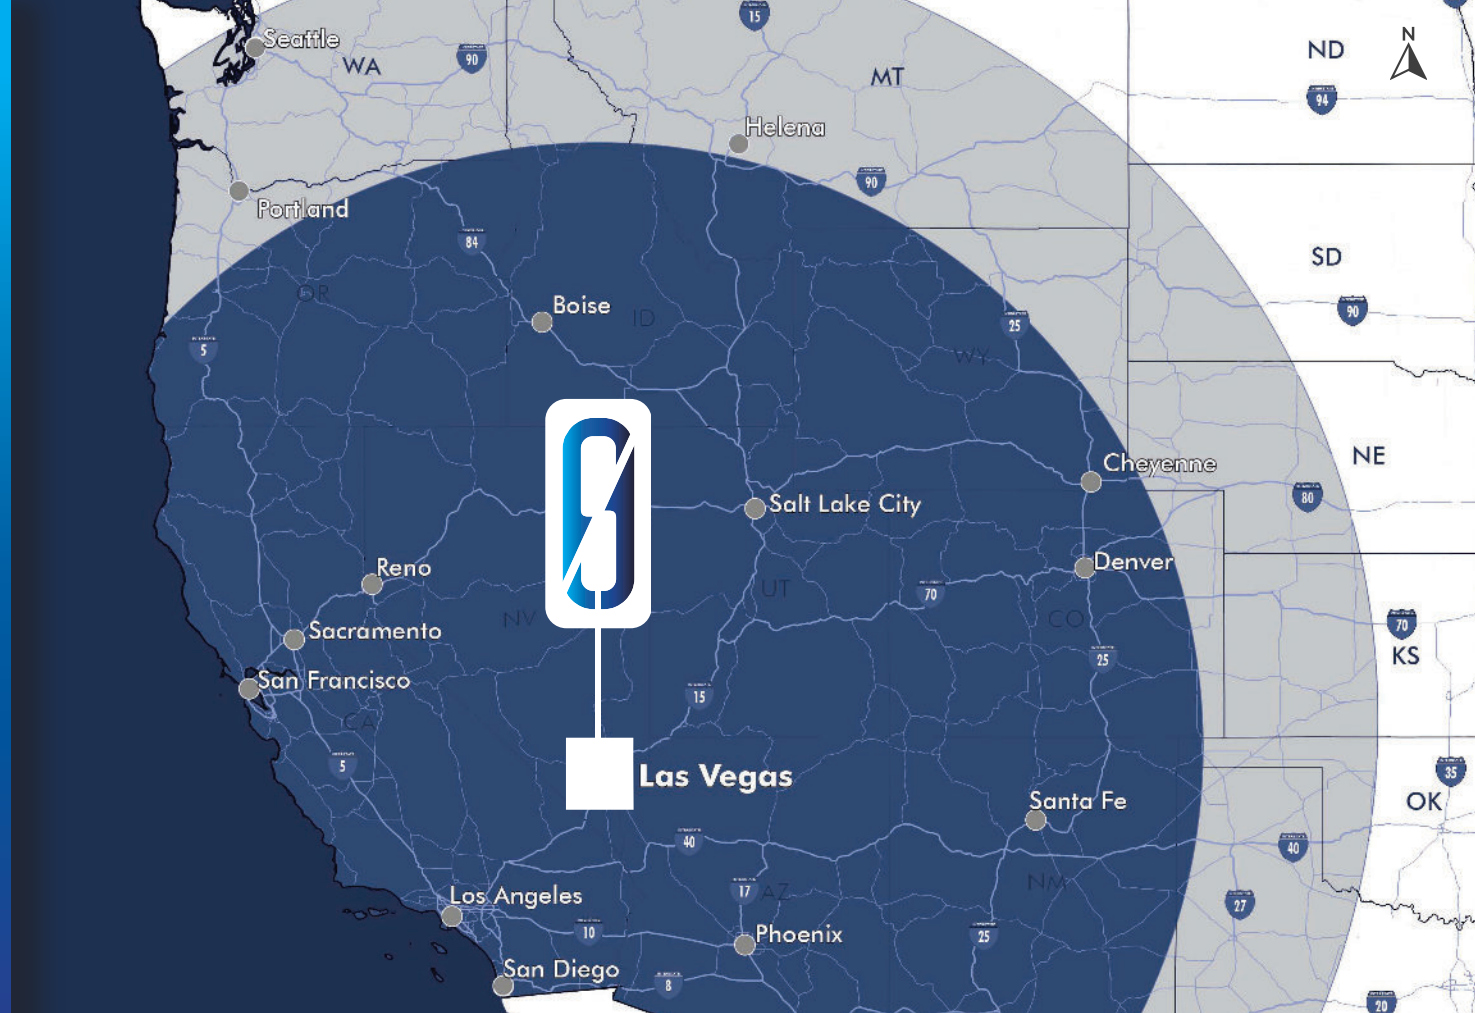 15
Seattle
N
ND
WA
90
MT
94
Helena
90
Portland
84
SD
OR
Boise
ID
90
25
5
WY
NE
Cheyenne
80
Salt Lake City
Denver
Reno
UT
70
NV
CO
70
Sacramento
KS
25
San Francisco
15
CA
5
35
Las Vegas
Santa Fe
OK
40
40
NM
17
AZ
Los Angeles
27
10
Phoenix
25
San Diego
8
20